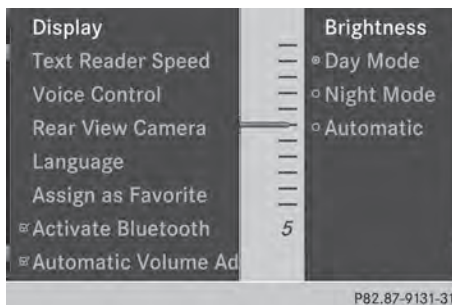 Display
Text Reader Speed
Voice Control
Rear View Camera
Language
Assign as Favorite
Activate Bluetooth
Automatic Volume Ad
5
Brightness
Day Mode
Night Mode
Automatic
P82.87-9131-31